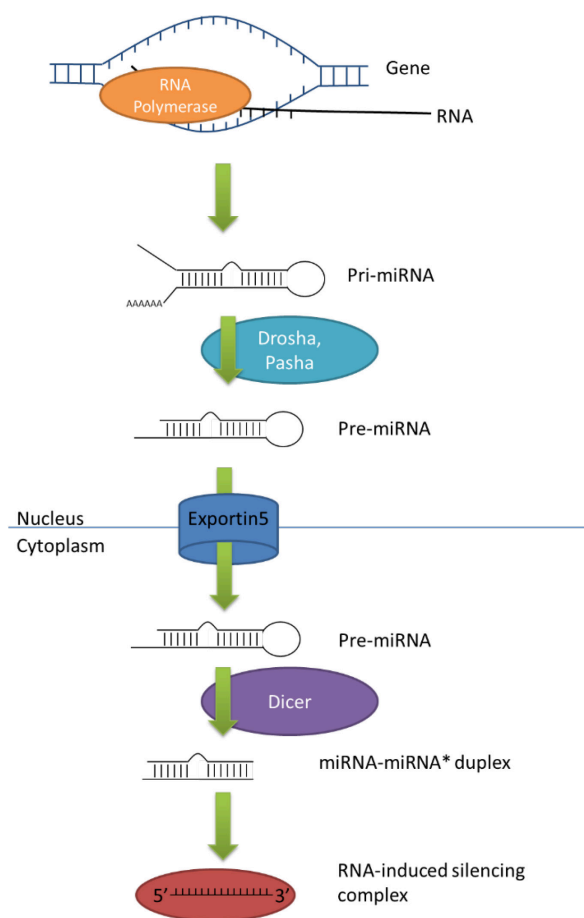 Gene
RNA
Polymerase
RNA
Pri-miRNA
AAAAAA
Drosha,
Pasha
Pre-miRNA
Nucleus
Exportin5
Cytoplasm
Pre-miRNA
Dicer
miRNA-miRNA* duplex
RNA-induced silencing
complex
5’ 3’